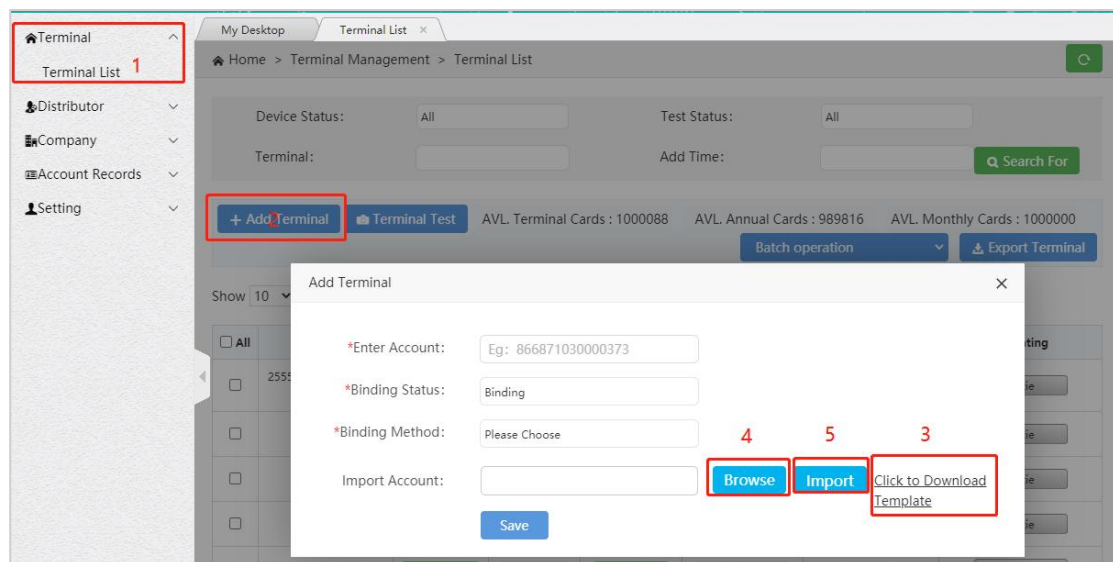 Terminal
Terminal List 1
Distributor
Company
Account Records
Setting
My Desktop Terminal List ×
Home > Terminal Management > Terminal List
Device Status: All Test Status: All
Terminal: Add Time: Search For
+ Add Terminal 2 Terminal Test AVL. Terminal Cards : 1000088 AVL. Annual Cards : 989816 AVL. Monthly Cards : 1000000
Batch operation Export Terminal
Show 10
All
2555
Add Terminal ×
*Enter Account: Eg: 866871030000373
*Binding Status: Binding
*Binding Method: Please Choose
4 5 3
Import Account: Browse Import Click to Download
Template
Save